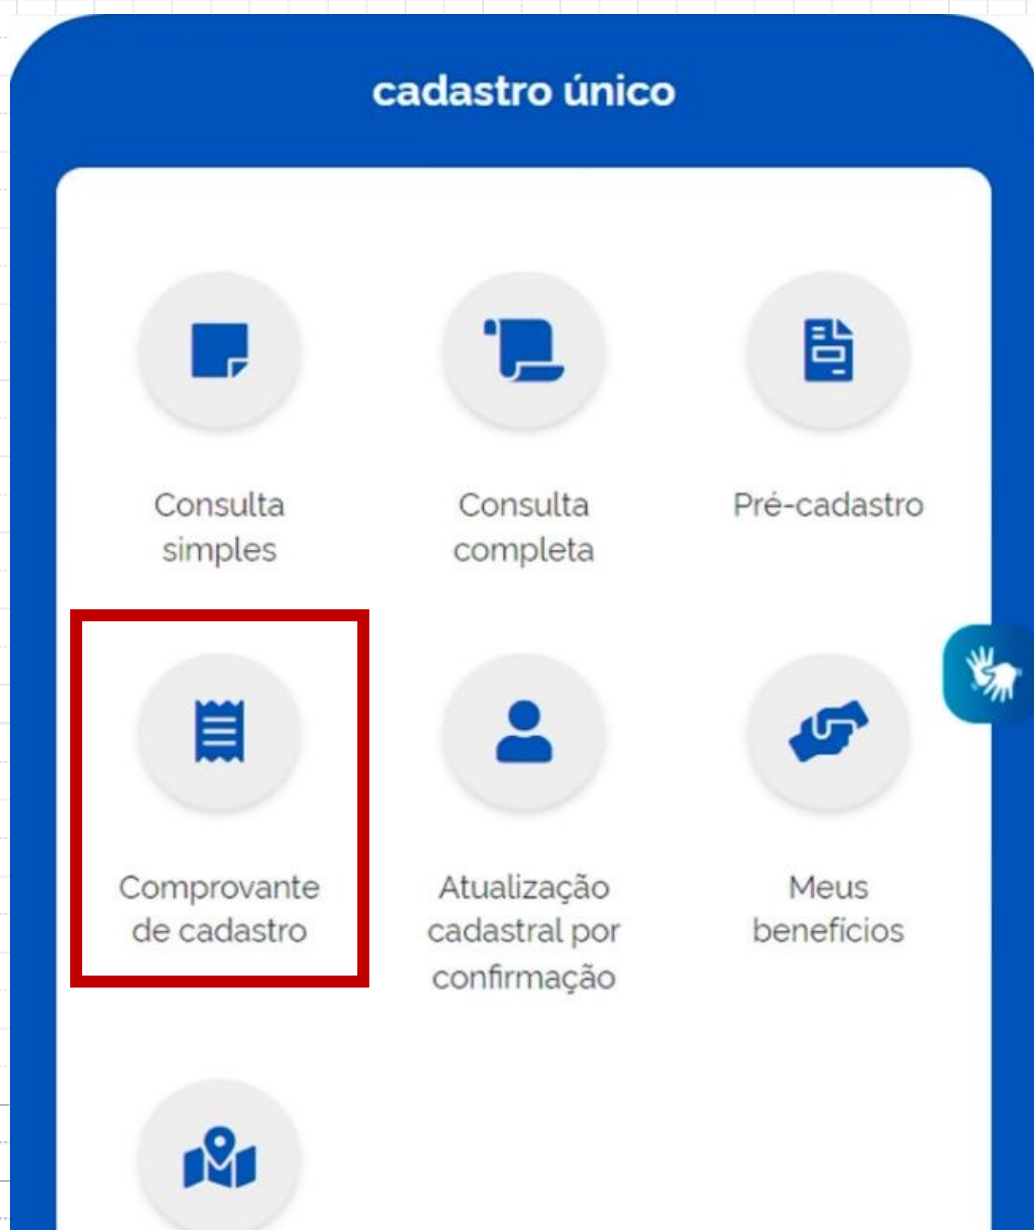 cadastro único
Consulta
simples
Consulta
completa
Pré-cadastro
Comprovante
de cadastro
Atualização
cadastral por
confirmação
Meus
benefícios